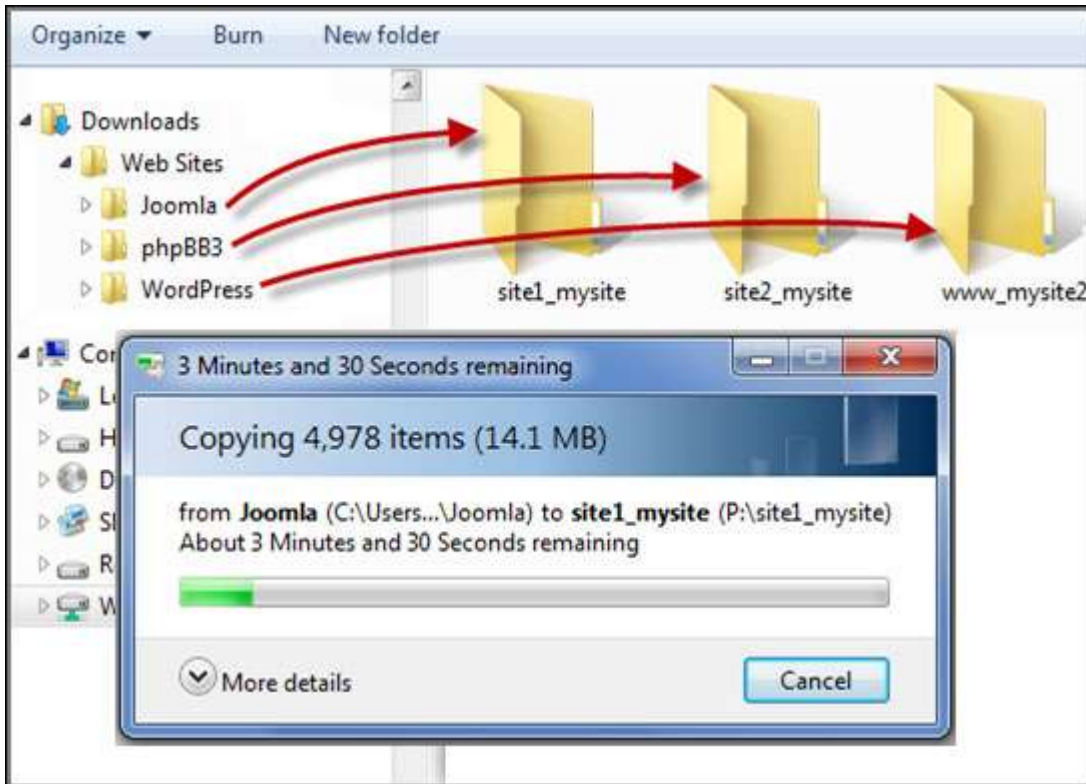 Organize Burn New folder
Downloads
Web Sites
Joomla
phpBB3
WordPress
site1_mysite site2_mysite www_mysite2
Cor
L
H
D
R
W
3 Minutes and 30 Seconds remaining
Copying 4,978 items (14.1 MB)
from Joomla (C:\Users...\Joomla) to site1_mysite (P:\site1_mysite)
About 3 Minutes and 30 Seconds remaining
More details Cancel